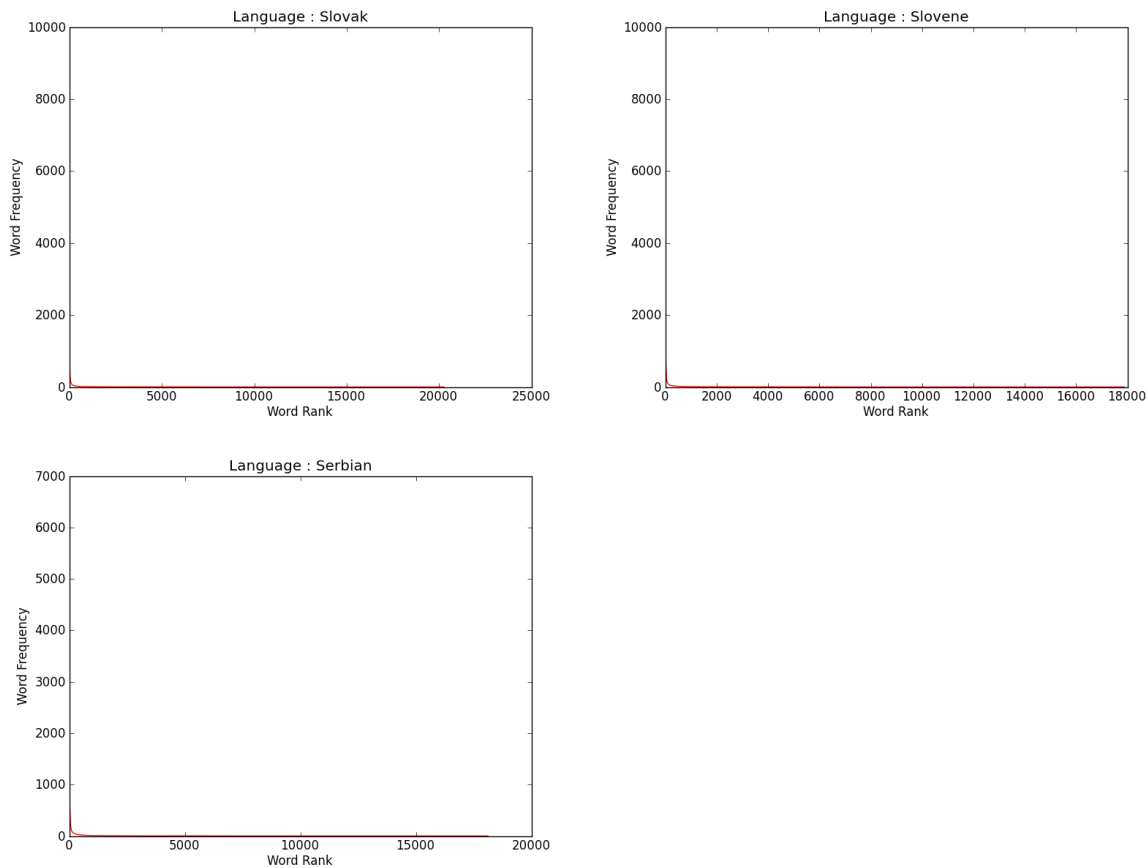 Language : Slovak
10000
8000
6000
4000
2000
0
Word Frequency
0 5000 10000 15000 20000 25000
Word Rank
Language : Slovene
10000
8000
6000
4000
2000
0
Word Frequency
0 2000 4000 6000 8000 10000 12000 14000 16000 18000
Word Rank
Language : Serbian
7000
6000
5000
4000
3000
2000
1000
0
Word Frequency
0 5000 10000 15000 20000
Word Rank